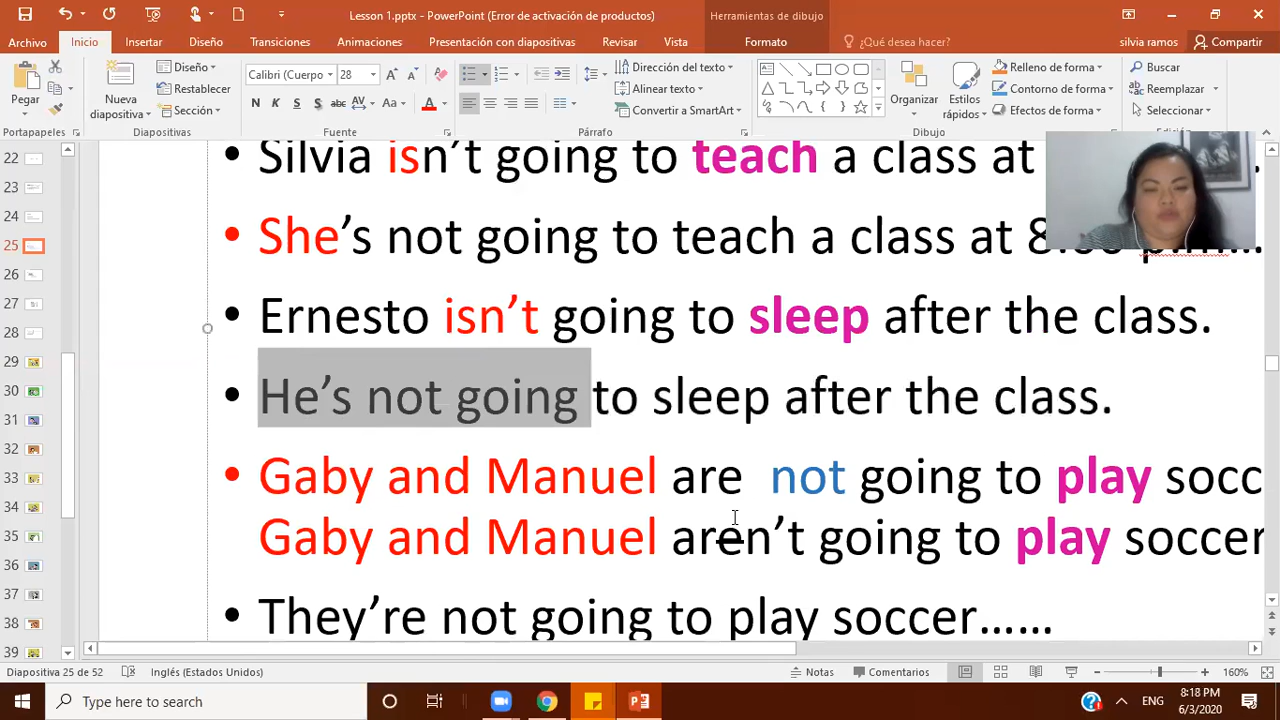 Lesson 1.pptx - PowerPoint (Error de activación de productos)
Herramientas de dibujo
Archivo Inicio Insertar Diseño Transiciones Animaciones Presentación con diapositivas Revisar Vista Formato ¿Qué desea hacer? silvia ramos Compartir
Pegar
Nueva diapositiva
Diseño
Restablecer
Sección
Calibri (Cuerpo 28
N K S S abc AV Aa A
Dirección del texto
Alinear texto
Convertir a SmartArt
Organizar
Estilos rápidos
Relleno de forma
Contorno de forma
Efectos de forma
Buscar
Reemplazar
Seleccionar
Portapapeles Diapositivas Fuente Párrafo Dibujo
22
23
24
25
26
27
28
29
30
31
32
33
34
35
36
37
38
39
• Silvia isn't going to teach a class at
• She's not going to teach a class at
• Ernesto isn't going to sleep after the class.
• He's not going to sleep after the class.
• Gaby and Manuel are not going to play socc
Gaby and Manuel aren't going to play soccer
• They're not going to play soccer……
Diapositiva 25 de 52 Inglés (Estados Unidos) Notas Comentarios 160%
Type here to search
ENG
8:18 PM
6/3/2020